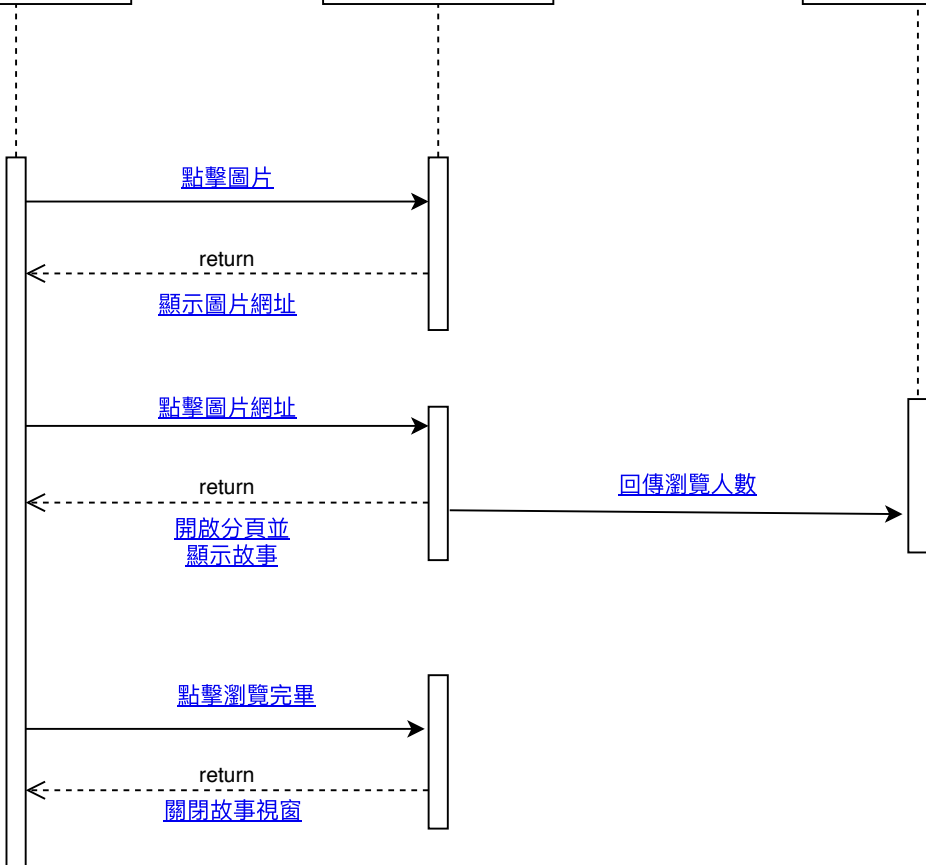 點擊圖片
return
顯示圖片網址
點擊圖片網址
return
回傳瀏覽人數
開啟分頁並
顯示故事
點擊瀏覽完畢
return
關閉故事視窗